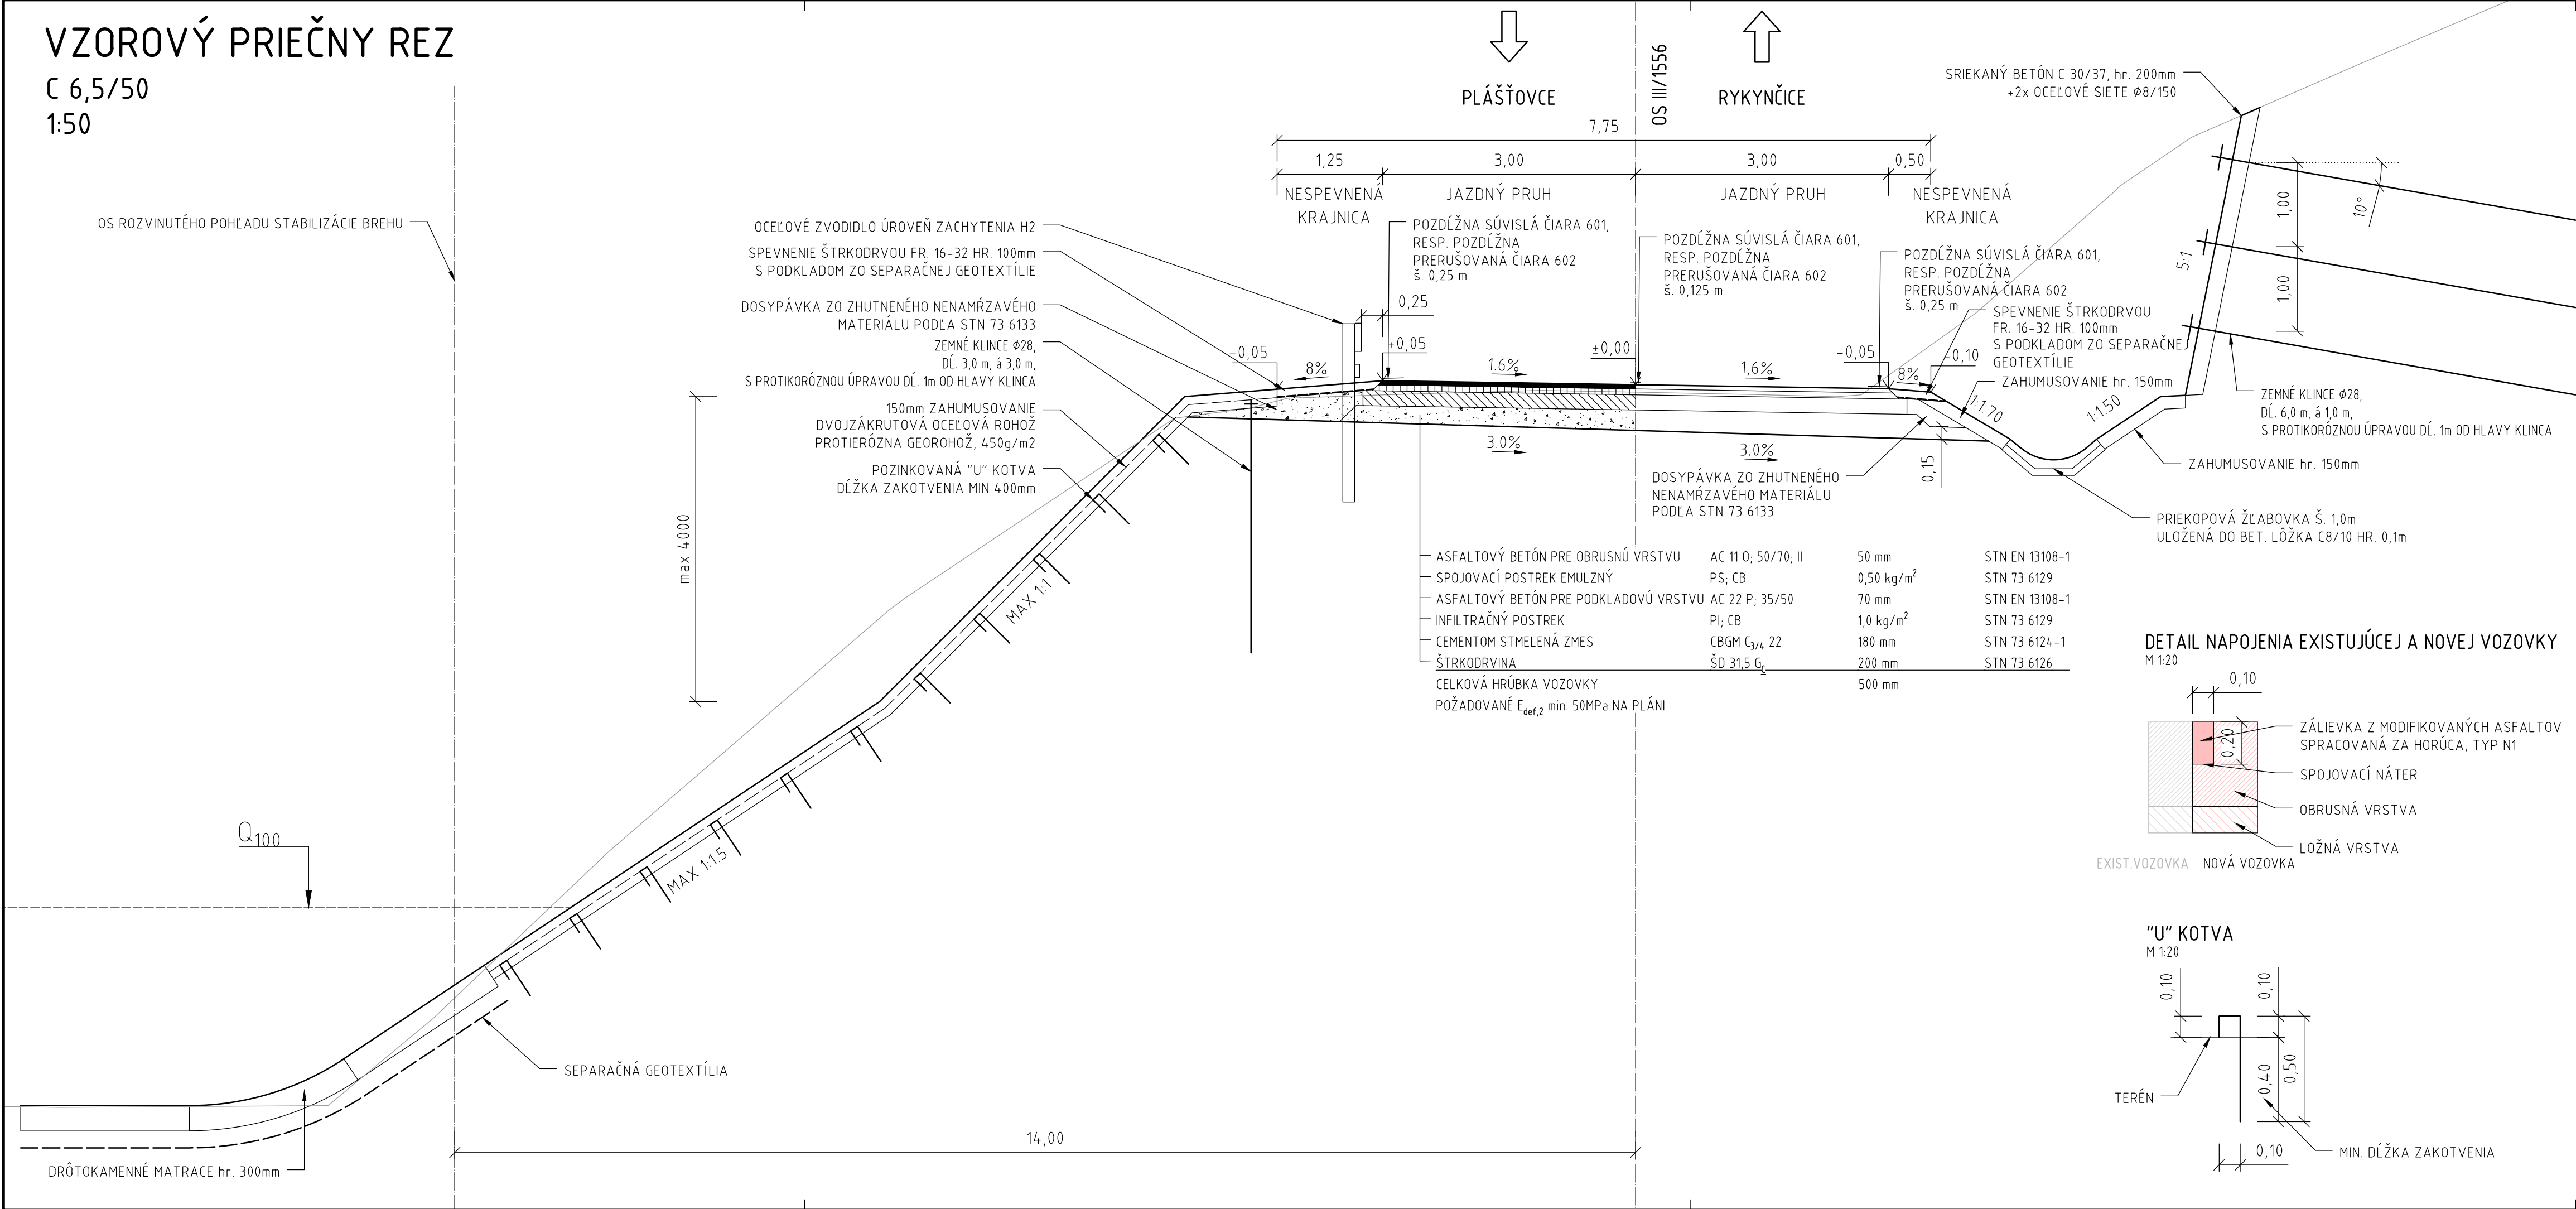 VZOROVÝ PRIEČNY REZ
C 6,5/50
1:50
PLÁŠŤOVCE
OS III/1556
RYKYNČICE
7,75
1,25
3,00
3,00
0,50
NESPEVNENÁ
KRAJNICA
JAZDNÝ PRUH
JAZDNÝ PRUH
NESPEVNENÁ
KRAJNICA
SRIEKANÝ BETÓN C 30/37, hr. 200mm
+2x OCEĽOVÉ SIETE Ø8/150
OS ROZVINUTÉHO POHĽADU STABILIZÁCIE BREHU
OCEĽOVÉ ZVODIDLO ÚROVEŇ ZACHYTENIA H2
SPEVNENIE ŠTRKODRVOU FR. 16-32 HR. 100mm
S PODKLADOM ZO SEPARAČNEJ GEOTEXTÍLIE
DOSYPÁVKA ZO ZHUTNENÉHO NENAMŔZAVÉHO
MATERIÁLU PODĽA STN 73 6133
ZEMNÉ KLINCE Ø28,
DĹ. 3,0 m, á 3,0 m,
S PROTIKORÓZNOU ÚPRAVOU DĹ. 1m OD HLAVY KLINCA
150mm ZAHUMUSOVANIE
DVOJZÁKRUTOVÁ OCEĽOVÁ ROHOŽ
PROTIERÓZNA GEOROHOŽ, 450g/m2
POZINKOVANÁ "U" KOTVA
DĹŽKA ZAKOTVENIA MIN 400mm
POZDĹŽNA SÚVISLÁ ČIARA 601,
RESP. POZDĹŽNA
PRERUŠOVANÁ ČIARA 602
š. 0,25 m
POZDĹŽNA SÚVISLÁ ČIARA 601,
RESP. POZDĹŽNA
PRERUŠOVANÁ ČIARA 602
š. 0,125 m
POZDĹŽNA SÚVISLÁ ČIARA 601,
RESP. POZDĹŽNA
PRERUŠOVANÁ ČIARA 602
š. 0,25 m
SPEVNENIE ŠTRKODRVOU
FR. 16-32 HR. 100mm
S PODKLADOM ZO SEPARAČNEJ
GEOTEXTÍLIE
ZAHUMUSOVANIE hr. 150mm
0,25
-0,05
+0,05
±0,00
-0,05
-0,10
8%
1.6%
1,6%
8%
3.0%
3.0%
1:1.70
1:1.50
5:1
1,00
1,00
10°
0,15
ZEMNÉ KLINCE Ø28,
DĹ. 6,0 m, á 1,0 m,
S PROTIKORÓZNOU ÚPRAVOU DĹ. 1m OD HLAVY KLINCA
ZAHUMUSOVANIE hr. 150mm
DOSYPÁVKA ZO ZHUTNENÉHO
NENAMŔZAVÉHO MATERIÁLU
PODĽA STN 73 6133
PRIEKOPOVÁ ŽĽABOVKA Š. 1,0m
ULOŽENÁ DO BET. LÔŽKA C8/10 HR. 0,1m
max 4000
MAX 1:1
MAX 1:1.5
ASFALTOVÝ BETÓN PRE OBRUSNÚ VRSTVU AC 11 O; 50/70; II 50 mm STN EN 13108-1
SPOJOVACÍ POSTREK EMULZNÝ PS; CB 0,50 kg/m² STN 73 6129
ASFALTOVÝ BETÓN PRE PODKLADOVÚ VRSTVU AC 22 P; 35/50 70 mm STN EN 13108-1
INFILTRAČNÝ POSTREK PI; CB 1,0 kg/m² STN 73 6129
CEMENTOM STMELENÁ ZMES CBGM C3/4 22 180 mm STN 73 6124-1
ŠTRKODRVINA ŠD 31,5 GC 200 mm STN 73 6126
CELKOVÁ HRÚBKA VOZOVKY 500 mm
POŽADOVANÉ Edef,2 min. 50MPa NA PLÁNI
DETAIL NAPOJENIA EXISTUJÚCEJ A NOVEJ VOZOVKY
M 1:20
0,10
0,20
ZÁLIEVKA Z MODIFIKOVANÝCH ASFALTOV
SPRACOVANÁ ZA HORÚCA, TYP N1
SPOJOVACÍ NÁTER
OBRUSNÁ VRSTVA
LOŽNÁ VRSTVA
EXIST.VOZOVKA NOVÁ VOZOVKA
Q100
"U" KOTVA
M 1:20
0,10
0,10
0,40
0,50
0,10
TERÉN
MIN. DĹŽKA ZAKOTVENIA
SEPARAČNÁ GEOTEXTÍLIA
14,00
DRÔTOKAMENNÉ MATRACE hr. 300mm